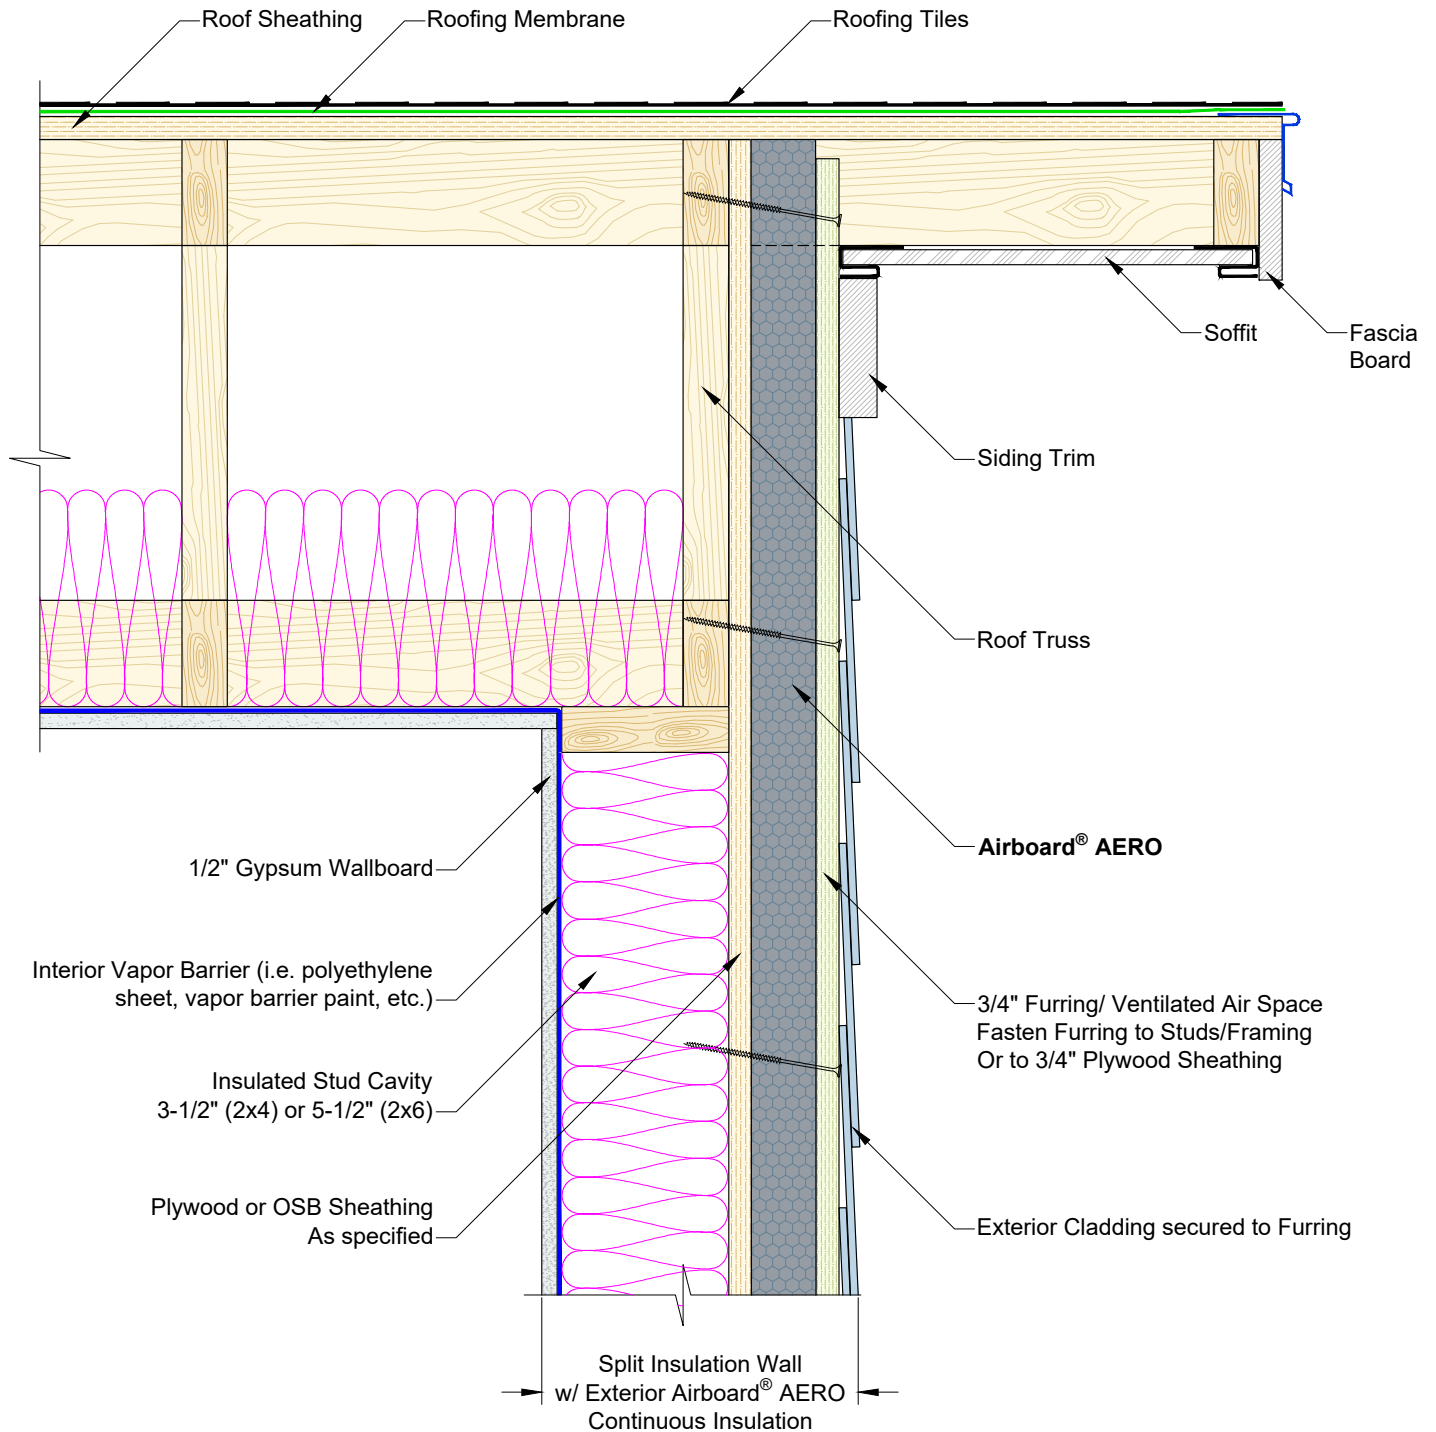 Roof Sheathing
Roofing Membrane
Roofing Tiles
Soffit
Fascia
Board
Siding Trim
Roof Truss
Airboard® AERO
1/2" Gypsum Wallboard
Interior Vapor Barrier (i.e. polyethylene
sheet, vapor barrier paint, etc.)
3/4" Furring/ Ventilated Air Space
Fasten Furring to Studs/Framing
Or to 3/4" Plywood Sheathing
Insulated Stud Cavity
3-1/2" (2x4) or 5-1/2" (2x6)
Plywood or OSB Sheathing
As specified
Exterior Cladding secured to Furring
Split Insulation Wall
w/ Exterior Airboard® AERO
Continuous Insulation